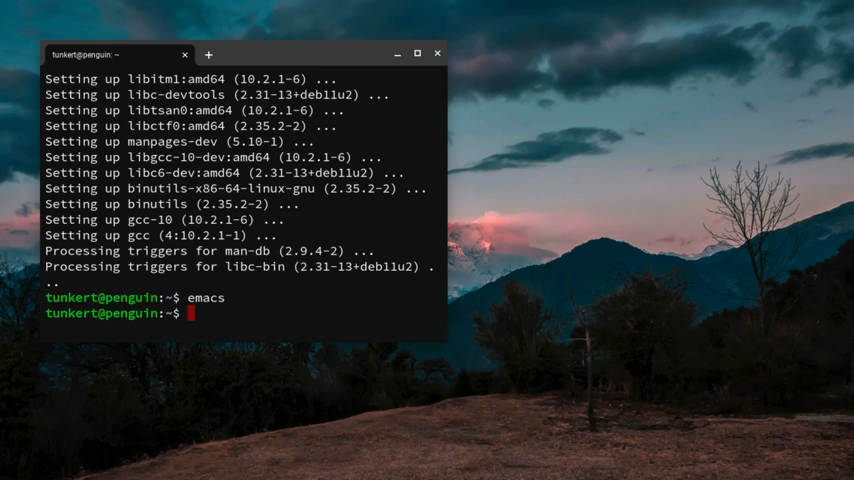 tunkert@penguin: ~
Setting up libitm1:amd64 (10.2.1-6) ...
Setting up libc-devtools (2.31-13+deb11u2) ...
Setting up libtsan0:amd64 (10.2.1-6) ...
Setting up libctf0:amd64 (2.35.2-2) ...
Setting up manpages-dev (5.10-1) ...
Setting up libgcc-10-dev:amd64 (10.2.1-6) ...
Setting up libc6-dev:amd64 (2.31-13+deb11u2) ...
Setting up binutils-x86-64-linux-gnu (2.35.2-2) ...
Setting up binutils (2.35.2-2) ...
Setting up gcc-10 (10.2.1-6) ...
Setting up gcc (4:10.2.1-1) ...
Processing triggers for man-db (2.9.4-2) ...
Processing triggers for libc-bin (2.31-13+deb11u2) .
..
tunkert@penguin:~$ emacs
tunkert@penguin:~$